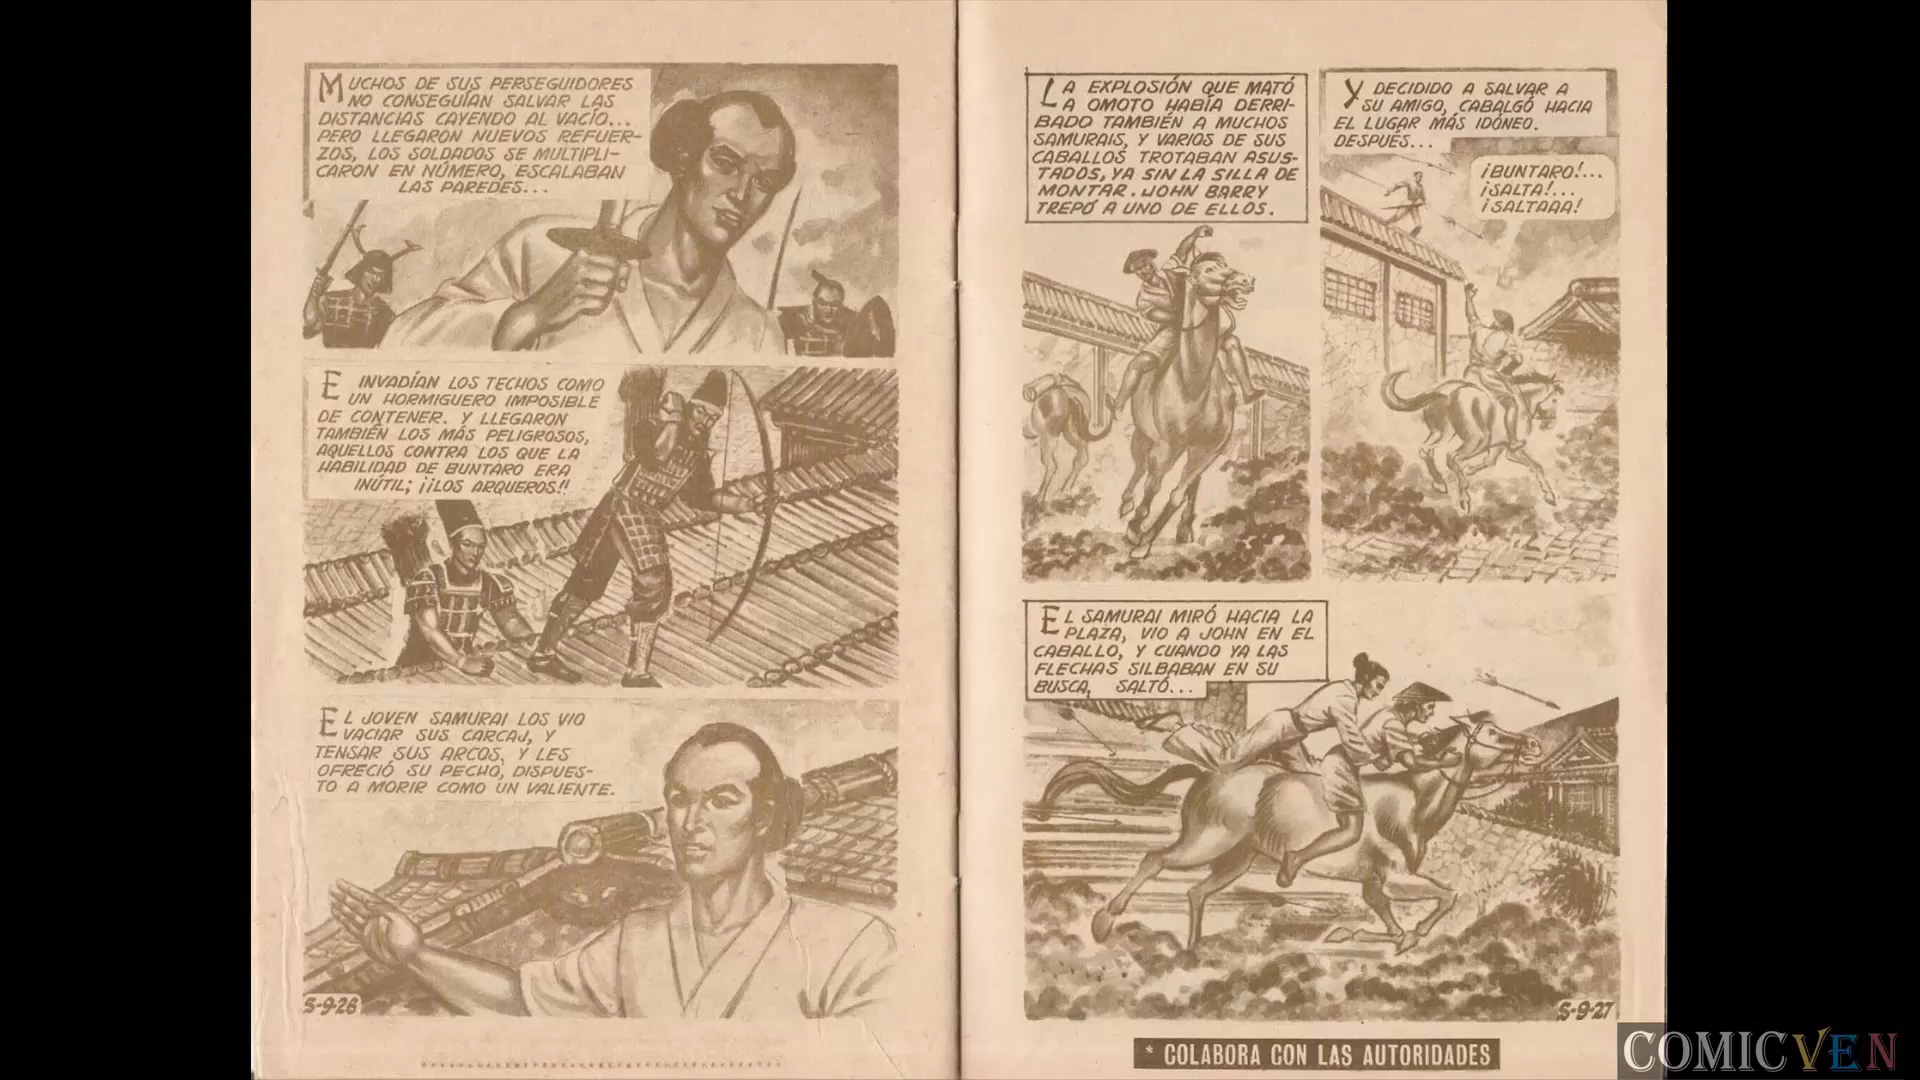 MUCHOS DE SUS PERSEGUIDORES
NO CONSEGUÍAN SALVAR LAS
DISTANCIAS CAYENDO AL VACÍO...
PERO LLEGARON NUEVOS REFUER-
ZOS, LOS SOLDADOS SE MULTIPLI-
CARON EN NÚMERO, ESCALABAN
LAS PAREDES...
E INVADÍAN LOS TECHOS COMO
UN HORMIGUERO IMPOSIBLE
DE CONTENER. Y LLEGARON
TAMBIÉN LOS MÁS PELIGROSOS,
AQUELLOS CONTRA LOS QUE LA
HABILIDAD DE BUNTARO ERA
INÚTIL; ¡¡LOS ARQUEROS!!
EL JOVEN SAMURAI LOS VIO
VACIAR SUS CARCAJ, Y
TENSAR SUS ARCOS, Y LES
OFRECIÓ SU PECHO, DISPUES-
TO A MORIR COMO UN VALIENTE.
S-9-26
LA EXPLOSIÓN QUE MATÓ
A OMOTO HABÍA DERRI-
BADO TAMBIÉN A MUCHOS
SAMURAIS, Y VARIOS DE SUS
CABALLOS TROTABAN ASUS-
TADOS, YA SIN LA SILLA DE
MONTAR. JOHN BARRY
TREPÓ A UNO DE ELLOS.
Y DECIDIDO A SALVAR A
SU AMIGO, CABALGÓ HACIA
EL LUGAR MÁS IDÓNEO.
DESPUÉS...
¡BUNTARO!...
¡SALTA!...
¡SALTAAA!
EL SAMURAI MIRÓ HACIA LA
PLAZA, VIO A JOHN EN EL
CABALLO, Y CUANDO YA LAS
FLECHAS SILBABAN EN SU
BUSCA, SALTÓ...
S-9-27
* COLABORA CON LAS AUTORIDADES
COMICVEN